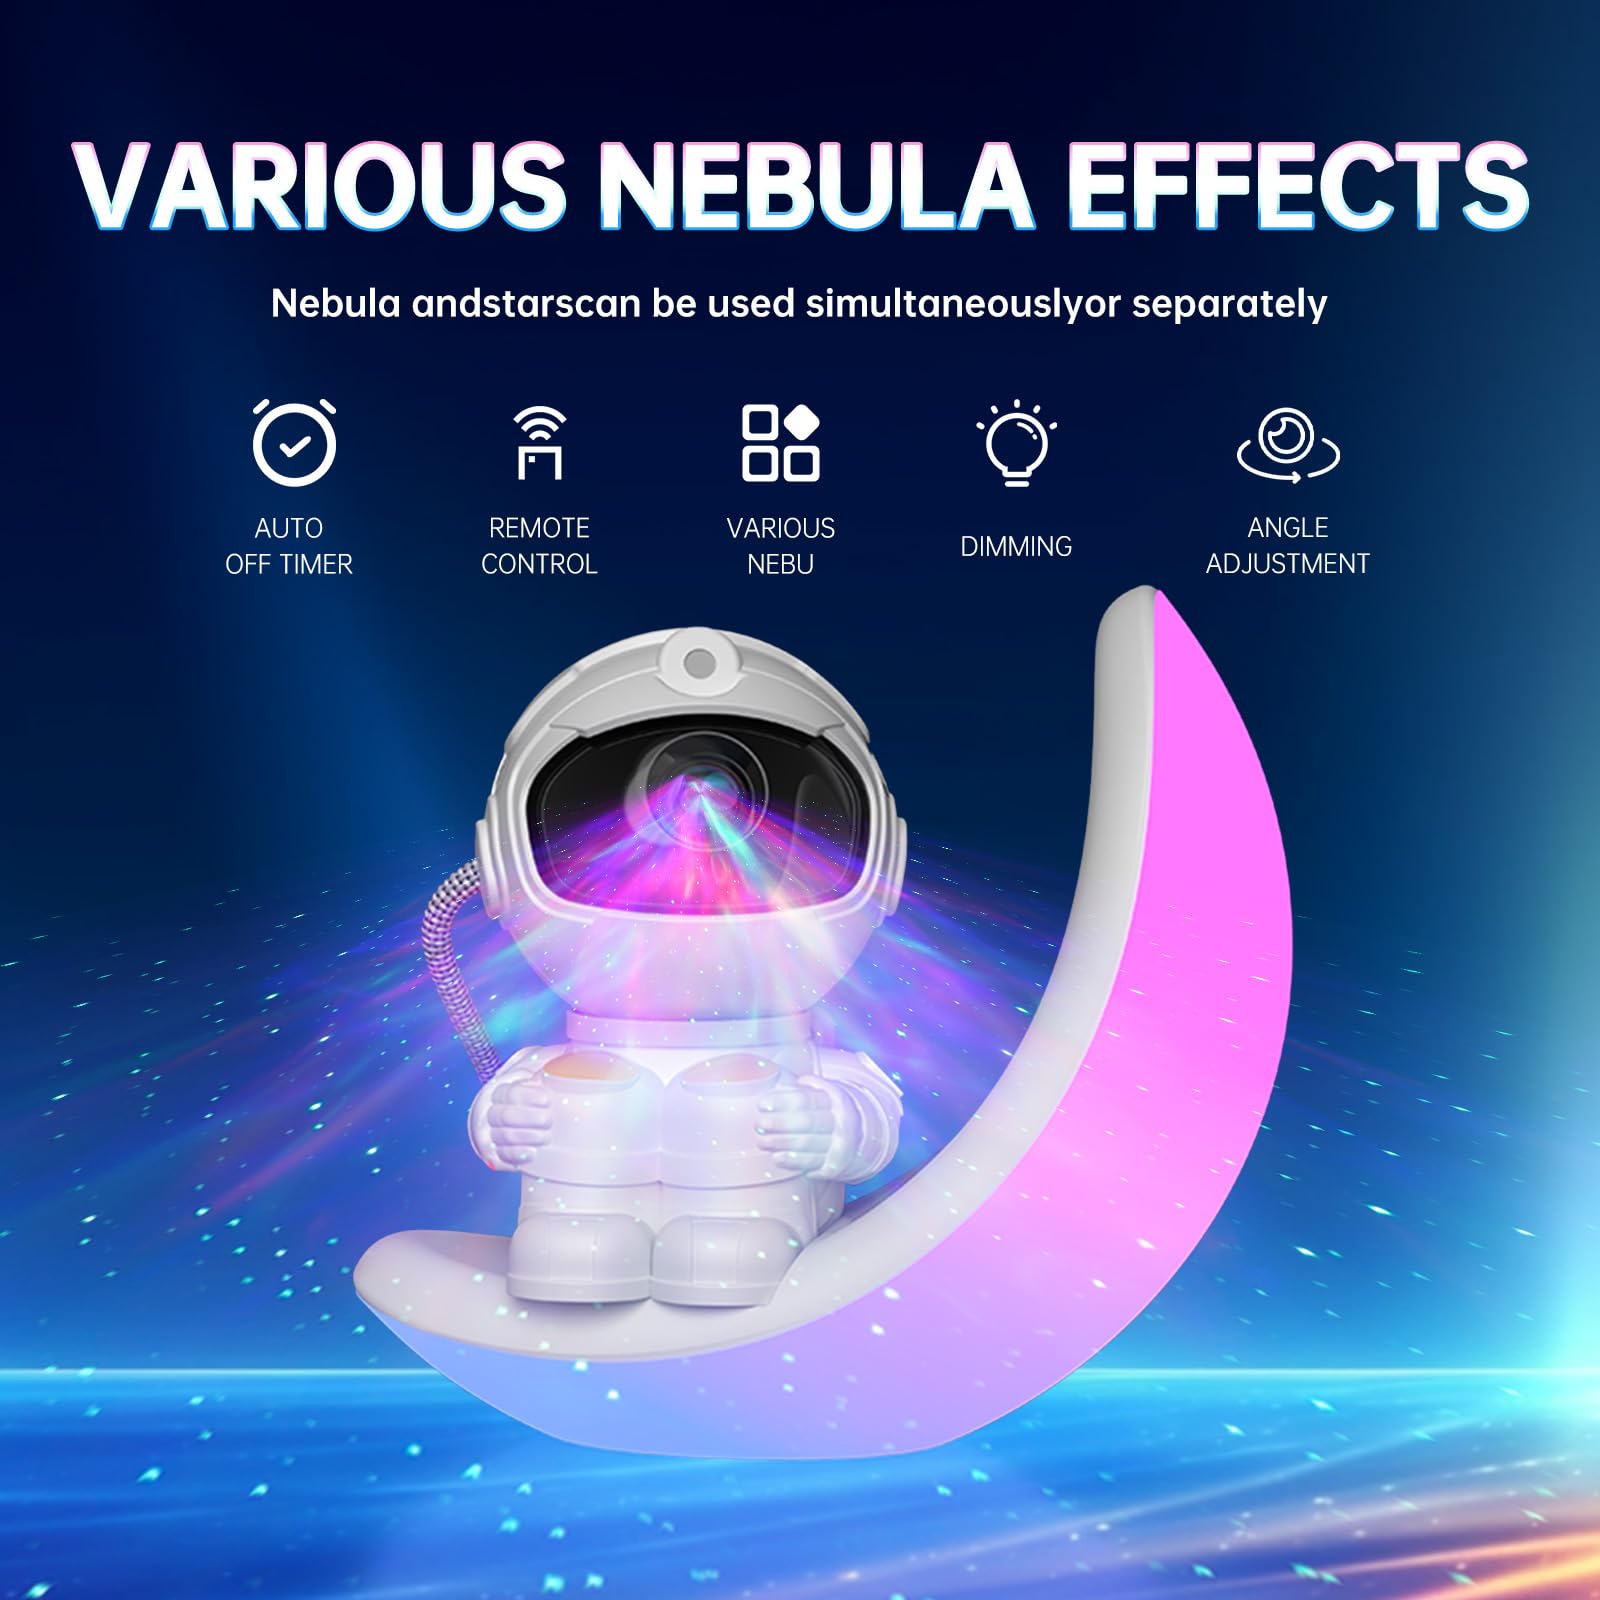 VARIOUS NEBULA EFFECTS
Nebula andstarscan be used simultaneouslyor separately
AUTO
OFF TIMER
REMOTE
CONTROL
VARIOUS
NEBU
DIMMING
ANGLE
ADJUSTMENT